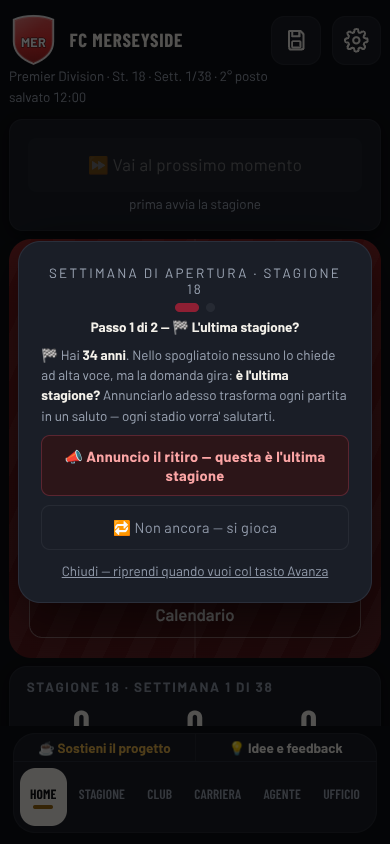 MER
FC MERSEYSIDE
Premier Division · St. 18 · Sett. 1/38 · 2° posto
salvato 12:00
⏩ Vai al prossimo momento
prima avvia la stagione
SETTIMANA DI APERTURA · STAGIONE
18
Passo 1 di 2 — 🏁 L'ultima stagione?
🏁 Hai 34 anni. Nello spogliatoio nessuno lo chiede
ad alta voce, ma la domanda gira: è l'ultima
stagione? Annunciarlo adesso trasforma ogni partita
in un saluto — ogni stadio vorra' salutarti.
📣 Annuncio il ritiro — questa è l'ultima
stagione
🔁 Non ancora — si gioca
Chiudi — riprendi quando vuoi col tasto Avanza
Calendario
STAGIONE 18 · SETTIMANA 1 DI 38
0 0 0
☕ Sostieni il progetto 💡 Idee e feedback
HOME STAGIONE CLUB CARRIERA AGENTE UFFICIO